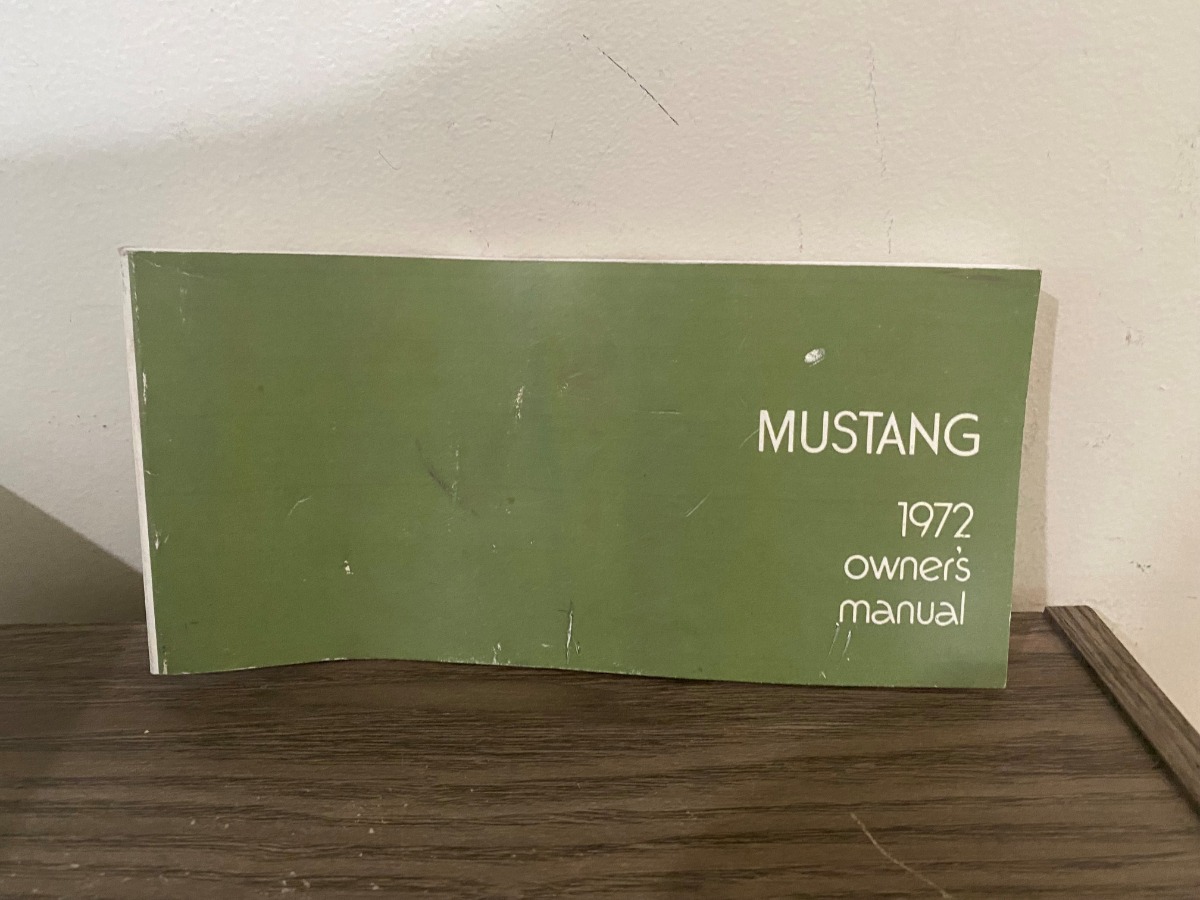 MUSTANG
1972
owner's
manual